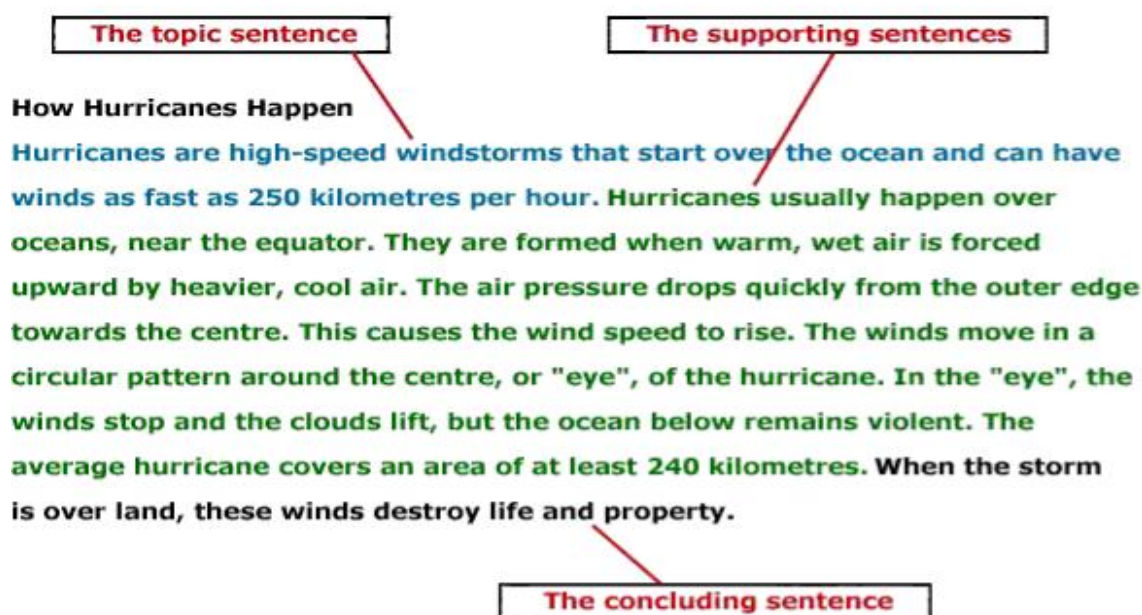 The topic sentence
The supporting sentences
How Hurricanes Happen
Hurricanes are high-speed windstorms that start over the ocean and can have
winds as fast as 250 kilometres per hour. Hurricanes usually happen over
oceans, near the equator. They are formed when warm, wet air is forced
upward by heavier, cool air. The air pressure drops quickly from the outer edge
towards the centre. This causes the wind speed to rise. The winds move in a
circular pattern around the centre, or "eye", of the hurricane. In the "eye", the
winds stop and the clouds lift, but the ocean below remains violent. The
average hurricane covers an area of at least 240 kilometres. When the storm
is over land, these winds destroy life and property.
The concluding sentence